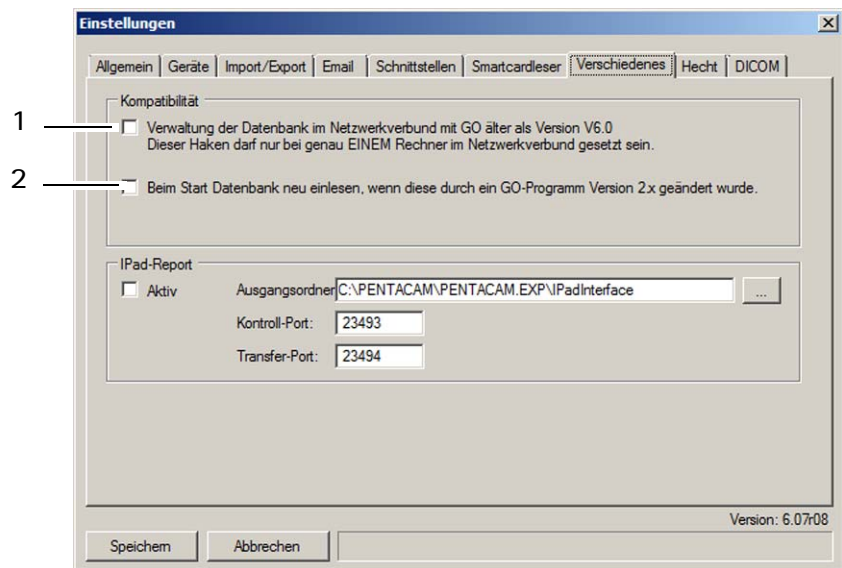 Einstellungen
Allgemein Geräte Import/Export Email Schnittstellen Smartcardleser Verschiedenes Hecht DICOM
Kompatibilität
1
Verwaltung der Datenbank im Netzwerkverbund mit GO älter als Version V6.0
Dieser Haken darf nur bei genau EINEM Rechner im Netzwerkverbund gesetzt sein.
2
Beim Start Datenbank neu einlesen, wenn diese durch ein GO-Programm Version 2.x geändert wurde.
IPad-Report
Aktiv
Ausgangsordner C:\PENTACAM\PENTACAM.EXP\IPadInterface ...
Kontroll-Port: 23493
Transfer-Port: 23494
Version: 6.07r08
Speichern Abbrechen